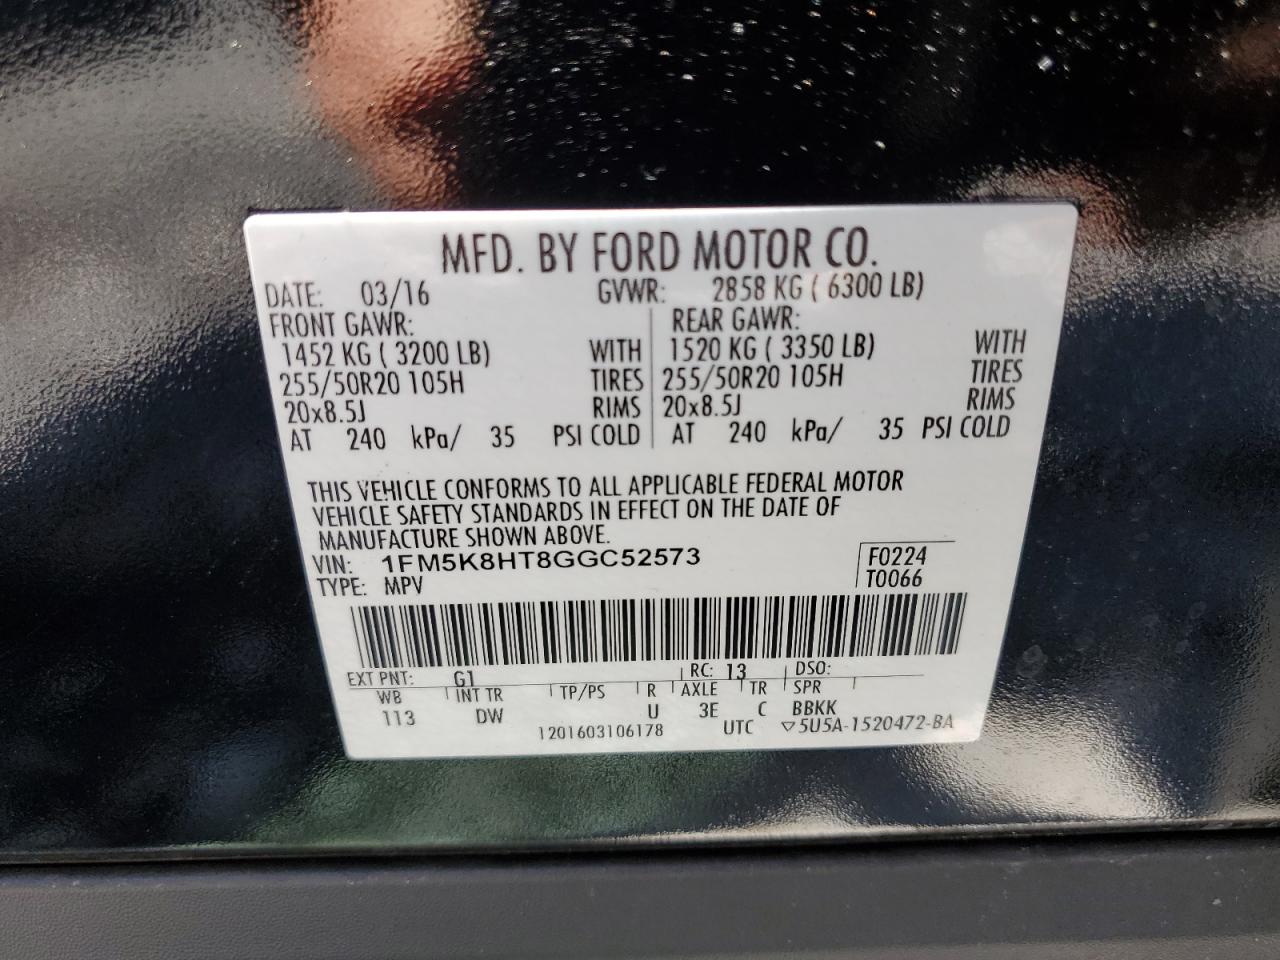 MFD. BY FORD MOTOR CO.
DATE: 03/16 GVWR: 2858 KG ( 6300 LB)
FRONT GAWR: REAR GAWR:
1452 KG ( 3200 LB) WITH 1520 KG ( 3350 LB) WITH
255/50R20 105H TIRES 255/50R20 105H TIRES
20x8.5J RIMS 20x8.5J RIMS
AT 240 kPa/ 35 PSI COLD AT 240 kPa/ 35 PSI COLD
THIS VEHICLE CONFORMS TO ALL APPLICABLE FEDERAL MOTOR
VEHICLE SAFETY STANDARDS IN EFFECT ON THE DATE OF
MANUFACTURE SHOWN ABOVE.
VIN: 1FM5K8HT8GGC52573 F0224
TYPE: MPV T0066
EXT PNT: G1 RC: 13 DSO:
WB INT TR TP/PS R AXLE TR SPR
113 DW U 3E C BBKK
1201603106178 UTC ▽5U5A-1520472-BA